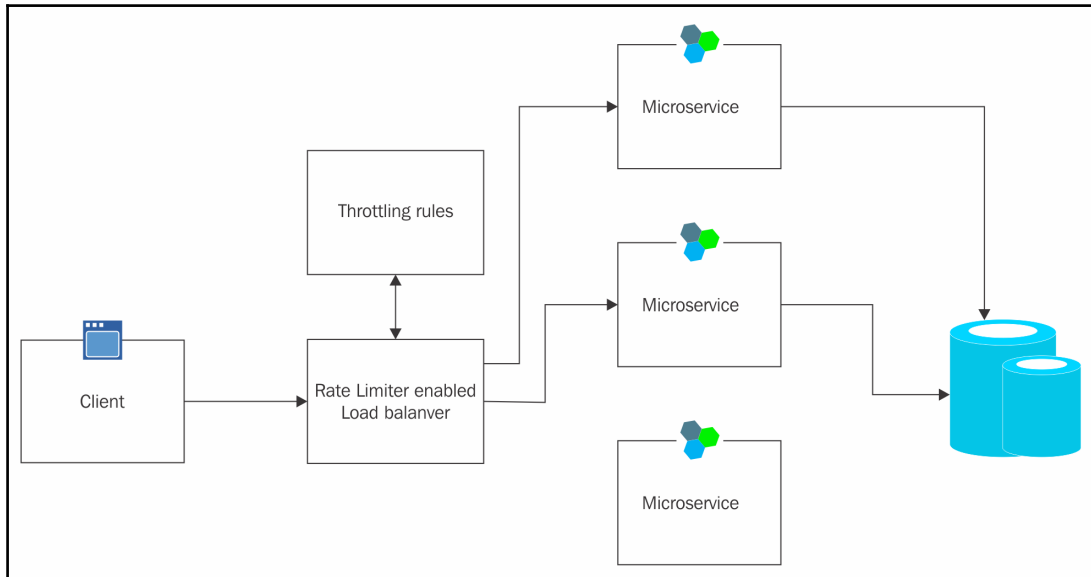 Microservice
Throttling rules
Microservice
Client
Rate Limiter enabled
Load balanver
Microservice